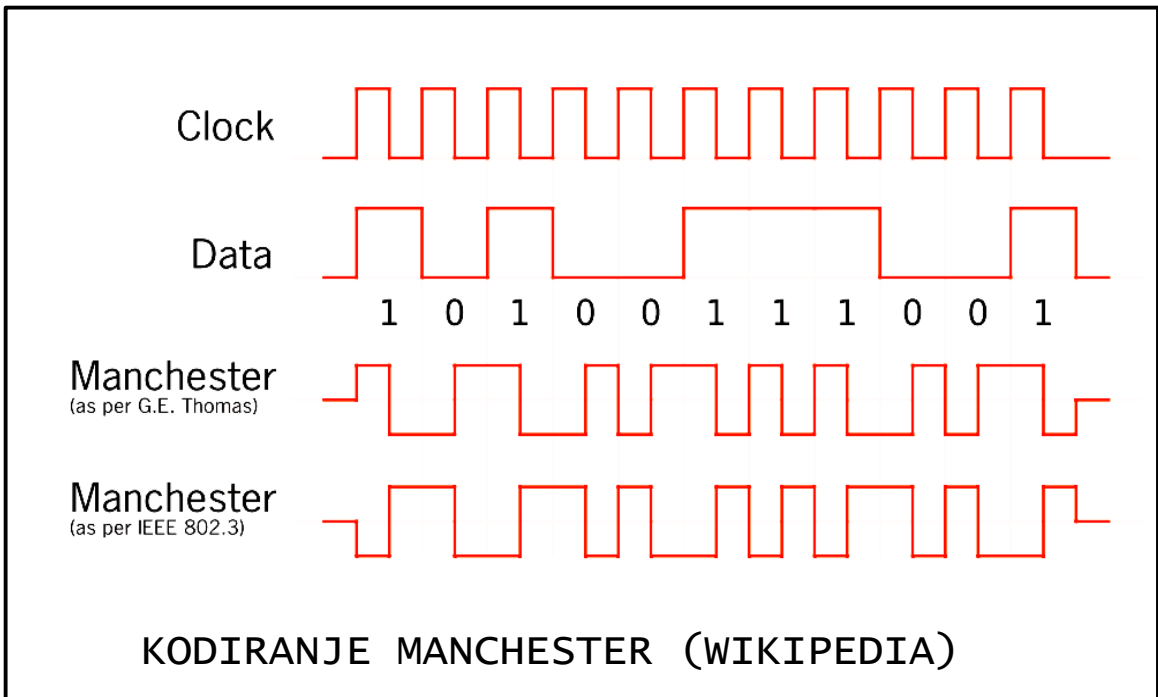 Clock
Data
1 0 1 0 0 1 1 1 0 0 1
Manchester
(as per G.E. Thomas)
Manchester
(as per IEEE 802.3)
KODIRANJE MANCHESTER (WIKIPEDIA)